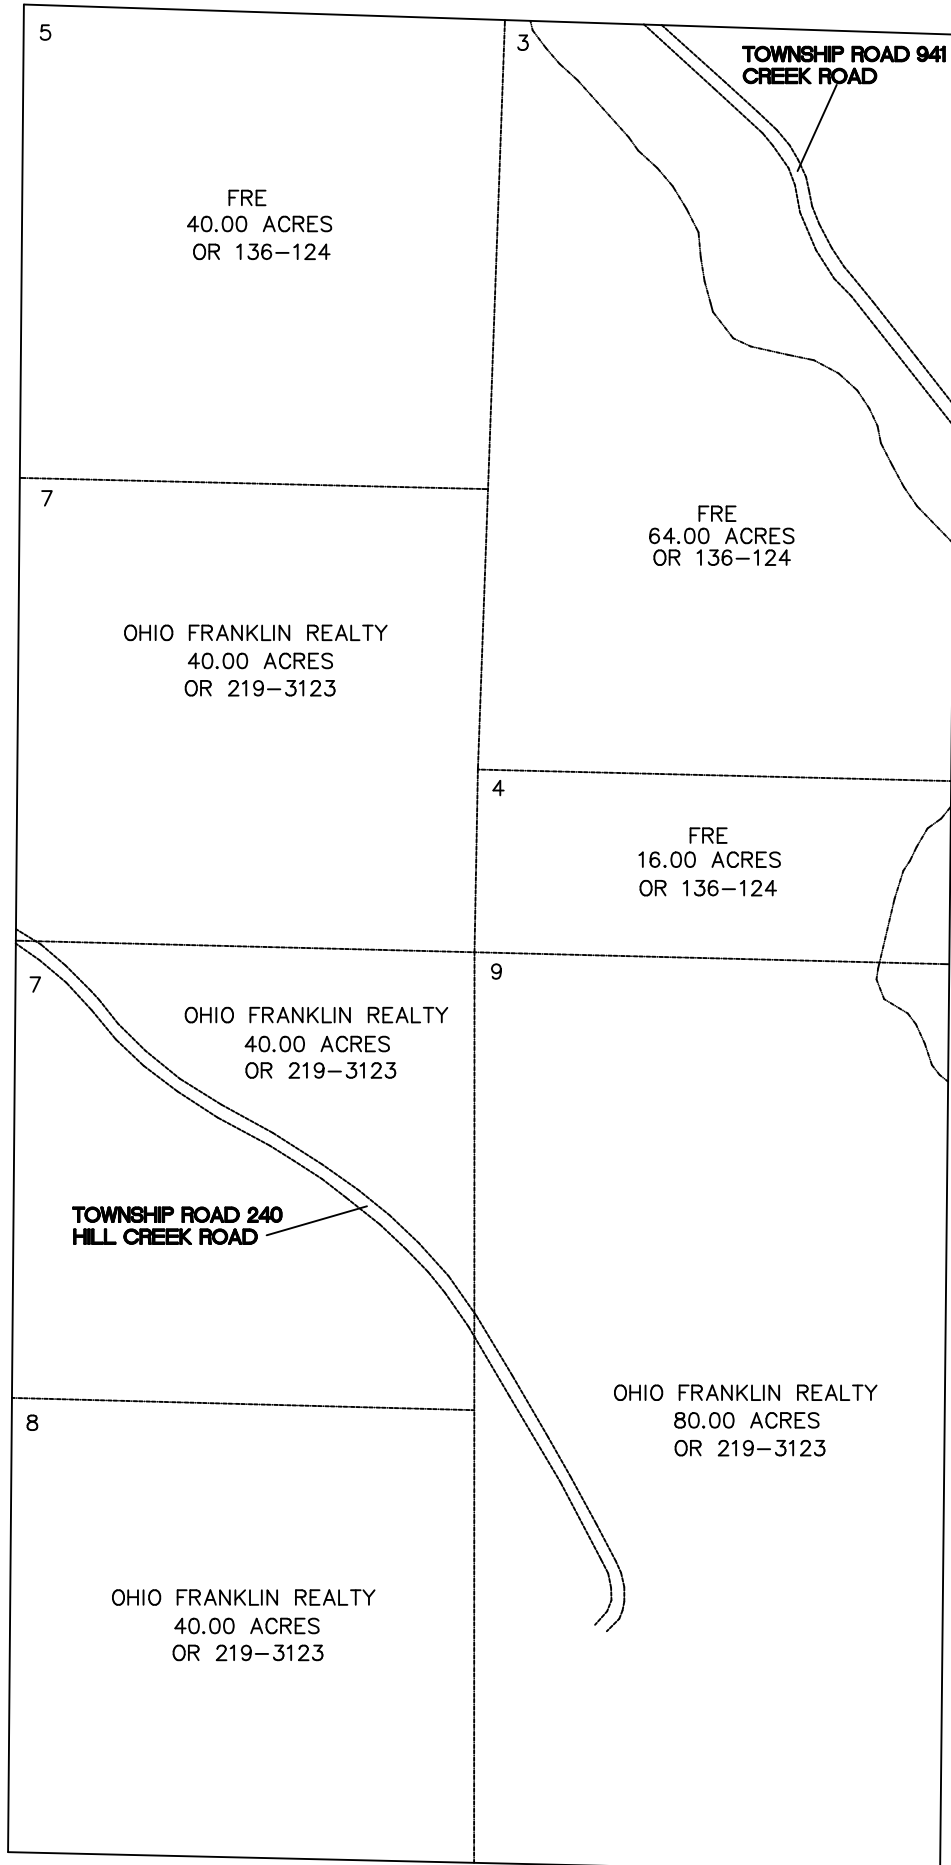 5
3
TOWNSHIP ROAD 941
CREEK ROAD
FRE
40.00 ACRES
OR 136-124
7
FRE
64.00 ACRES
OR 136-124
OHIO FRANKLIN REALTY
40.00 ACRES
OR 219-3123
4
FRE
16.00 ACRES
OR 136-124
7
9
OHIO FRANKLIN REALTY
40.00 ACRES
OR 219-3123
TOWNSHIP ROAD 240
HILL CREEK ROAD
8
OHIO FRANKLIN REALTY
80.00 ACRES
OR 219-3123
OHIO FRANKLIN REALTY
40.00 ACRES
OR 219-3123